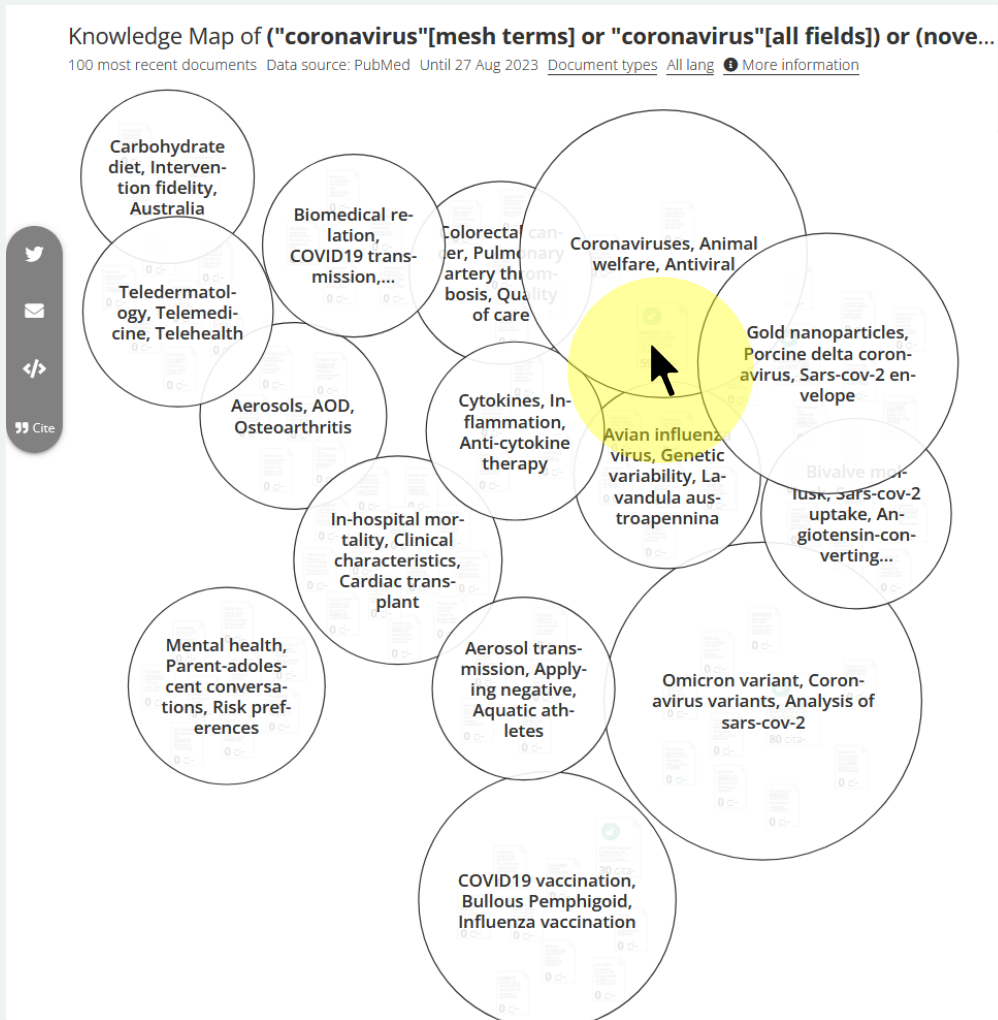 Knowledge Map of ("coronavirus"[mesh terms] or "coronavirus"[all fields]) or (nove...
100 most recent documents Data source: PubMed Until 27 Aug 2023 Document types All lang More information
Carbohydrate
diet, Interven-
tion fidelity,
Australia
Biomedical re-
lation,
COVID19 trans-
mission,...
Colorectal can-
cer, Pulmonary
artery throm-
bosis, Quality
of care
Coronaviruses, Animal
welfare, Antiviral
Teledermatol-
ogy, Telemedi-
cine, Telehealth
Gold nanoparticles,
Porcine delta coron-
avirus, Sars-cov-2 en-
velope
Aerosols, AOD,
Osteoarthritis
Cytokines, In-
flammation,
Anti-cytokine
therapy
Avian influenza
virus, Genetic
variability, La-
vandula aus-
troapennina
Bivalve mol-
lusk, Sars-cov-2
uptake, An-
giotensin-con-
verting...
Cite
In-hospital mor-
tality, Clinical
characteristics,
Cardiac trans-
plant
Mental health,
Parent-adoles-
cent conversa-
tions, Risk pref-
erences
Aerosol trans-
mission, Apply-
ing negative,
Aquatic ath-
letes
Omicron variant, Coron-
avirus variants, Analysis of
sars-cov-2
COVID19 vaccination,
Bullous Pemphigoid,
Influenza vaccination